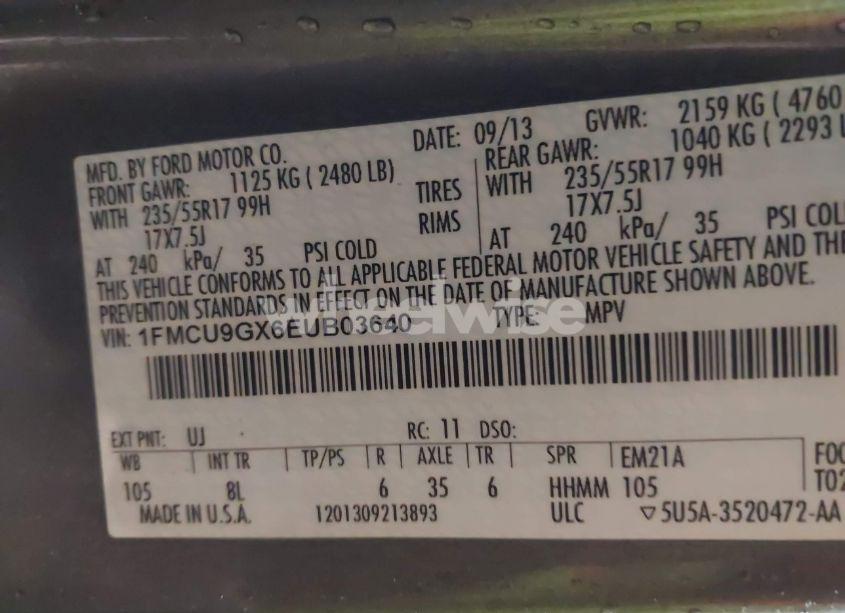 MFD. BY FORD MOTOR CO. DATE: 09/13 GVWR: 2159 KG ( 4760
FRONT GAWR: 1125 KG ( 2480 LB) REAR GAWR: 1040 KG ( 2293 L
WITH 235/55R17 99H TIRES WITH 235/55R17 99H
17X7.5J RIMS 17X7.5J
AT 240 kPa/ 35 PSI COLD AT 240 kPa/ 35 PSI COLD
THIS VEHICLE CONFORMS TO ALL APPLICABLE FEDERAL MOTOR VEHICLE SAFETY AND THE
PREVENTION STANDARDS IN EFFECT ON THE DATE OF MANUFACTURE SHOWN ABOVE.
wheelwise
VIN: 1FMCU9GX6EUB03640 TYPE: MPV
EXT PNT: UJ RC: 11 DSO:
WB INT TR TP/PS R AXLE TR SPR EM21A FOC
105 8L 6 35 6 HHMM 105 TO2
MADE IN U.S.A. 1201309213893 ULC ▽5U5A-3520472-AA